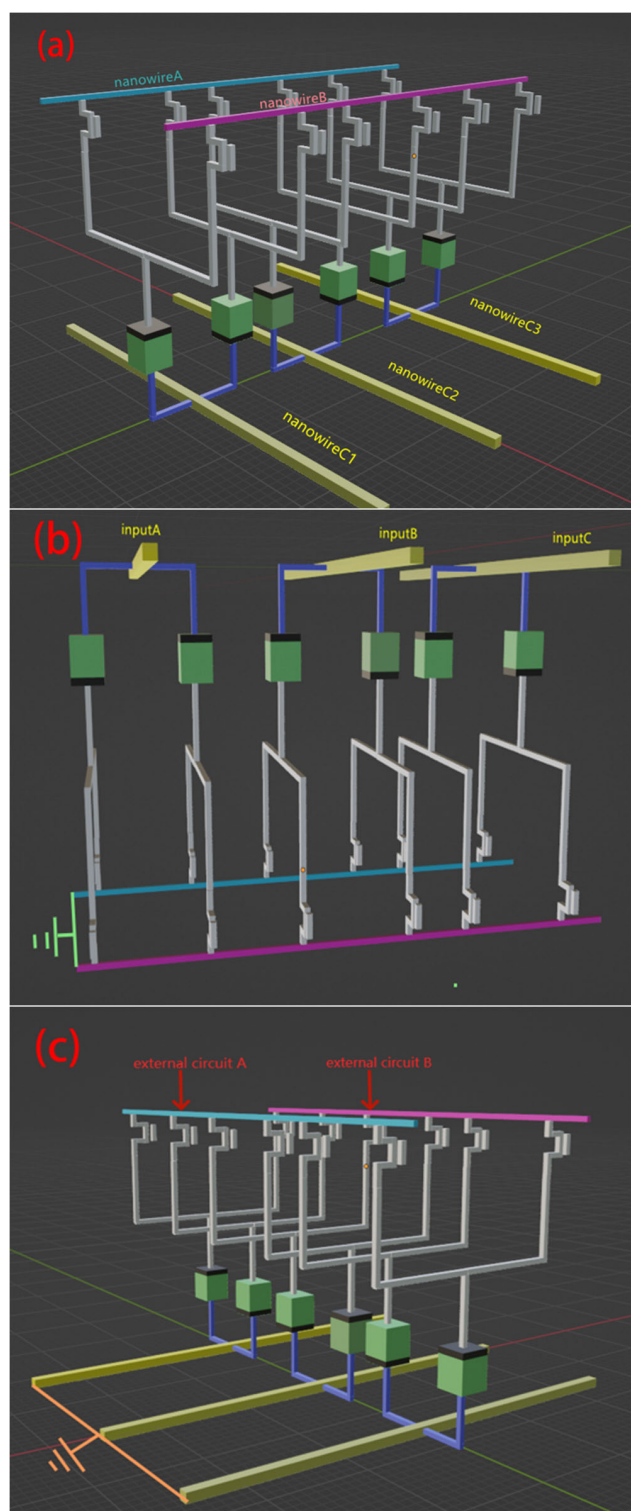 (a)
nanowireA
nanowireB
nanowireC3
nanowireC2
nanowireC1
(b)
inputA
inputB
inputC
(c)
external circuit A
external circuit B